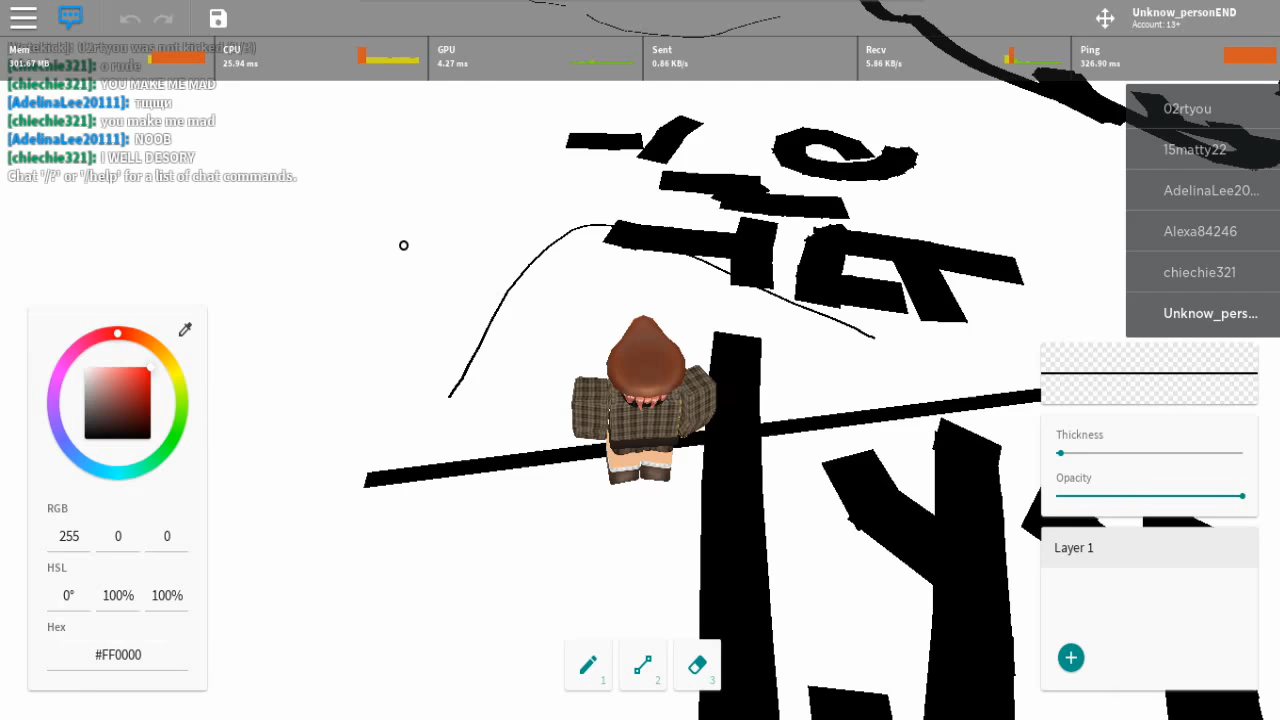 Unknow_personEND
Account: 13+
Mem
301.67 MB
CPU
25.94 ms
GPU
4.27 ms
Sent
0.86 KB/s
Recv
5.86 KB/s
Ping
326.90 ms
02rtyou was not kicked
[chiechie321]: o rude
[chiechie321]: YOU MAKE ME MAD
[AdelinaLee20111]: тщщи
[chiechie321]: you make me mad
[AdelinaLee20111]: NOOB
[chiechie321]: I WELL DESORY
Chat '/?' or '/help' for a list of chat commands.
02rtyou
15matty22
AdelinaLee20...
Alexa84246
chiechie321
Unknow_pers...
RGB
255 0 0
HSL
0° 100% 100%
Hex
#FF0000
Thickness
Opacity
Layer 1
1 2 3